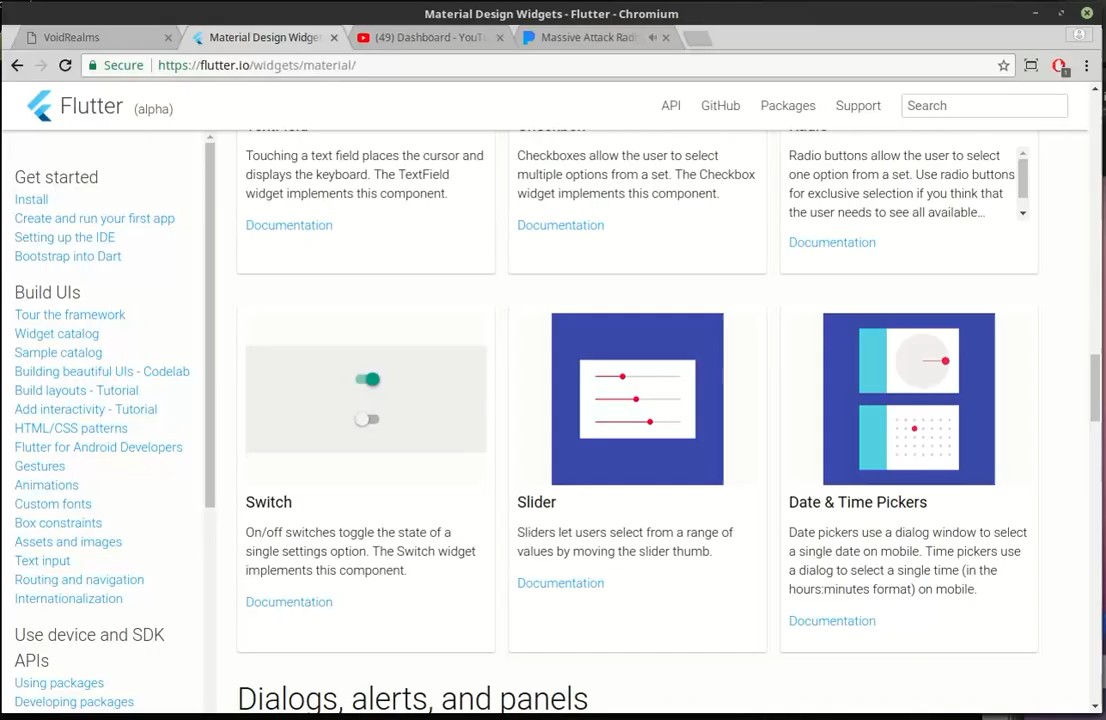 Material Design Widgets - Flutter - Chromium
VoidRealms
Material Design Widge
(49) Dashboard - YouTu
Massive Attack Radi
Secure
https://flutter.io/widgets/material/
Flutter (alpha)
API
GitHub
Packages
Support
Search
Get started
Install
Create and run your first app
Setting up the IDE
Bootstrap into Dart
Build UIs
Tour the framework
Widget catalog
Sample catalog
Building beautiful UIs - Codelab
Build layouts - Tutorial
Add interactivity - Tutorial
HTML/CSS patterns
Flutter for Android Developers
Gestures
Animations
Custom fonts
Box constraints
Assets and images
Text input
Routing and navigation
Internationalization
Use device and SDK
APIs
Using packages
Developing packages
Touching a text field places the cursor and
displays the keyboard. The TextField
widget implements this component.
Documentation
Checkboxes allow the user to select
multiple options from a set. The Checkbox
widget implements this component.
Documentation
Radio buttons allow the user to select
one option from a set. Use radio buttons
for exclusive selection if you think that
the user needs to see all available...
Documentation
Switch
On/off switches toggle the state of a
single settings option. The Switch widget
implements this component.
Documentation
Slider
Sliders let users select from a range of
values by moving the slider thumb.
Documentation
Date & Time Pickers
Date pickers use a dialog window to select
a single date on mobile. Time pickers use
a dialog to select a single time (in the
hours:minutes format) on mobile.
Documentation
Dialogs, alerts, and panels